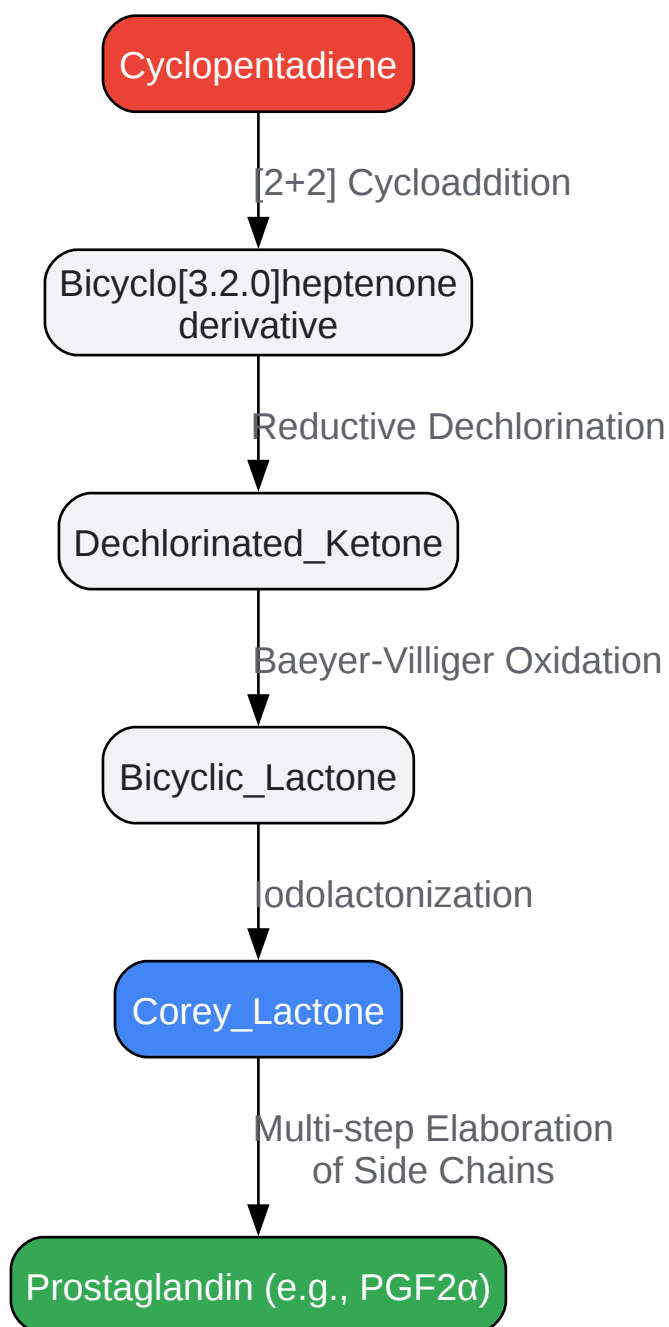 Cyclopentadiene
[2+2] Cycloaddition
Bicyclo[3.2.0]heptenone
derivative
Reductive Dechlorination
Dechlorinated_Ketone
Baeyer-Villiger Oxidation
Bicyclic_Lactone
Iodolactonization
Corey_Lactone
Multi-step Elaboration
of Side Chains
Prostaglandin (e.g., PGF2α)